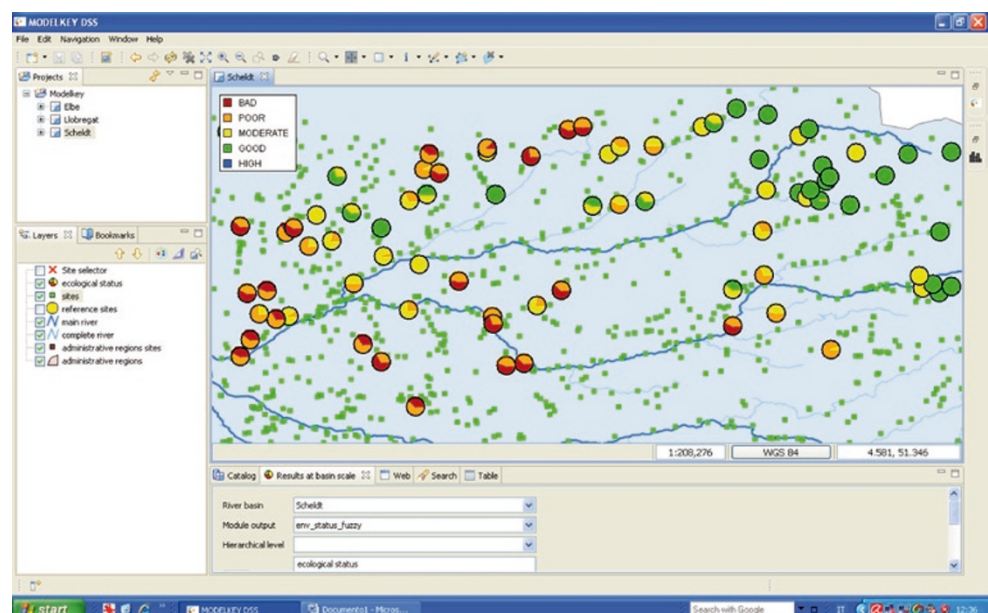 MODELKEY DSS
File Edit Navigation Window Help
Projects
Modelkey
Elbe
Llobregat
Scheldt
Scheldt
BAD
POOR
MODERATE
GOOD
HIGH
Layers Bookmarks
Site selector
ecological status
sites
reference sites
main river
complete river
administrative regions sites
administrative regions
1:208,276 WGS 84 4.581, 51.346
Catalog Results at basin scale Web Search Table
River basin Scheldt
Module output env_status_fuzzy
Hierarchical level
ecological status
start MODELKEY DSS Documento1 - Micros... Search with Google IT 12:36